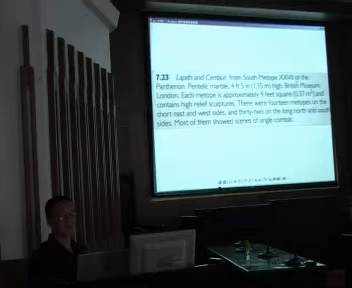 7.23 Lapith and Centaur, from South Metope XXVII of the
Parthenon. Pentelic marble, 4 ft 5 in (1.35 m) high. British Museum,
London. Each metope is approximately 4 feet square (0.37 m²) and
contains high relief sculptures. There were fourteen metopes on the
short east and west sides, and thirty-two on the long north and south
sides. Most of them showed scenes of single combat.